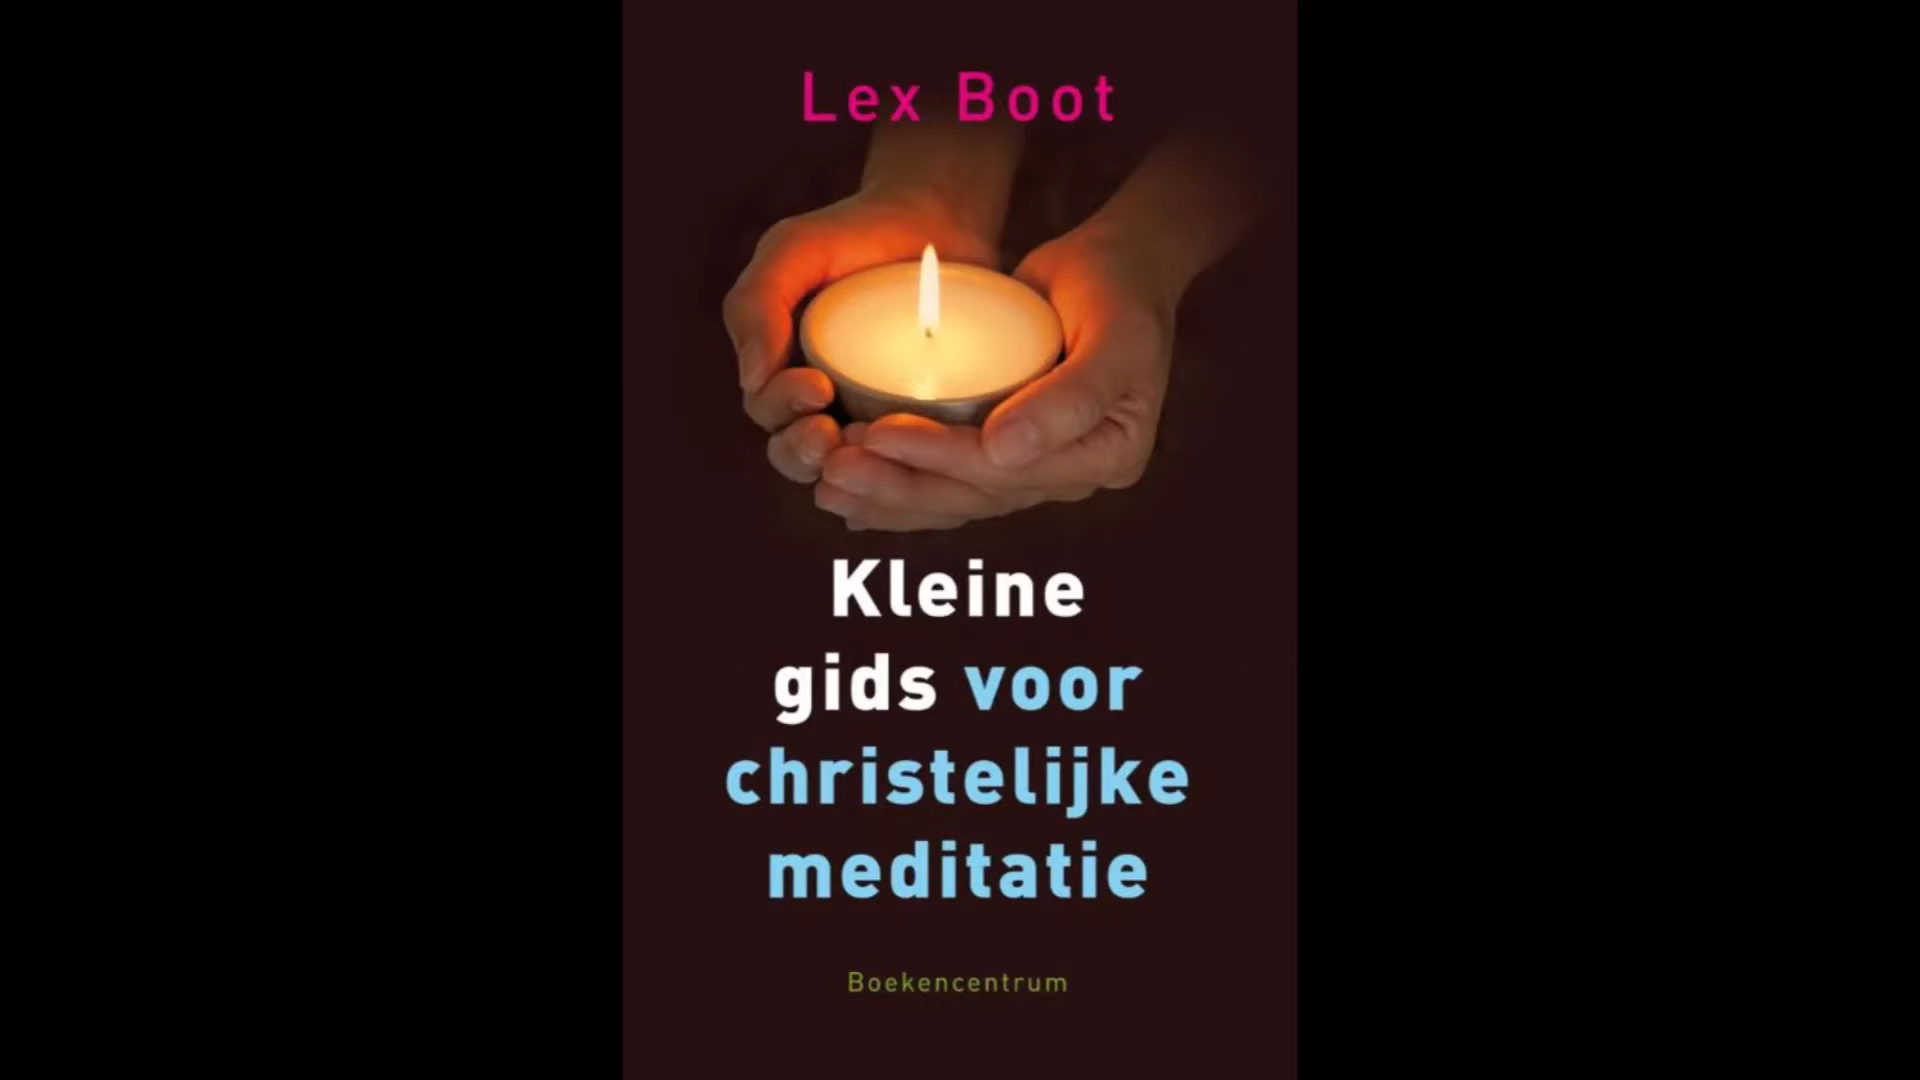 Lex Boot
Kleine
gids voor
christelijke
meditatie
Boekencentrum